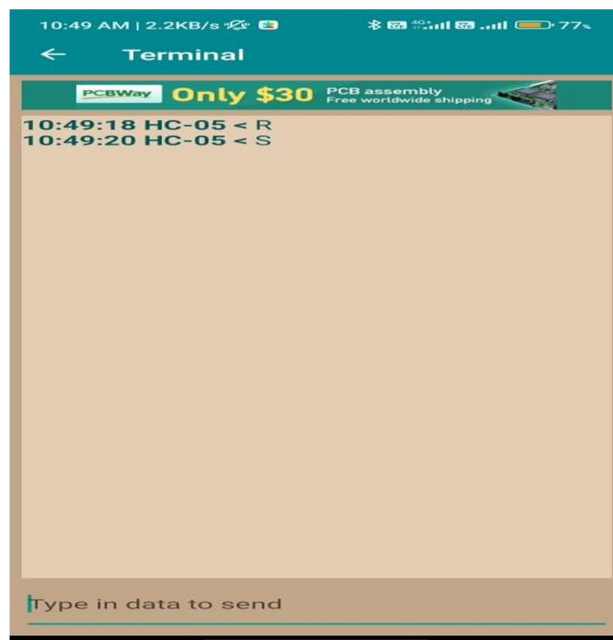 10:49 AM | 2.2KB/s 77%
← Terminal
PCBWay Only $30 PCB assembly
Free worldwide shipping
10:49:18 HC-05 < R
10:49:20 HC-05 < S
Type in data to send